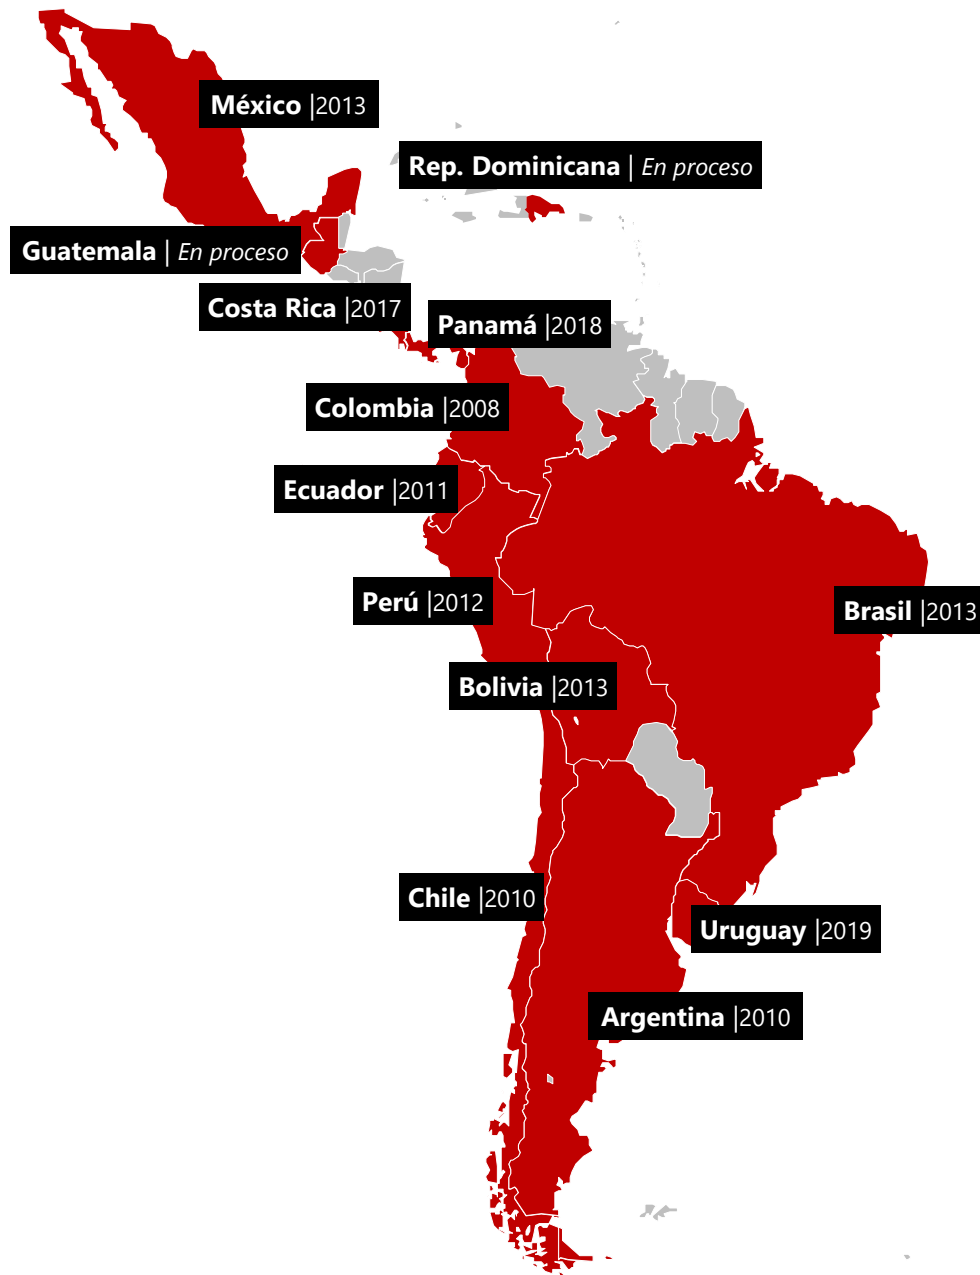 México |2013
Rep. Dominicana | En proceso
Guatemala | En proceso
Costa Rica |2017
Panamá |2018
Colombia |2008
Ecuador |2011
Perú |2012
Brasil |2013
Bolivia |2013
Chile |2010
Uruguay |2019
Argentina |2010